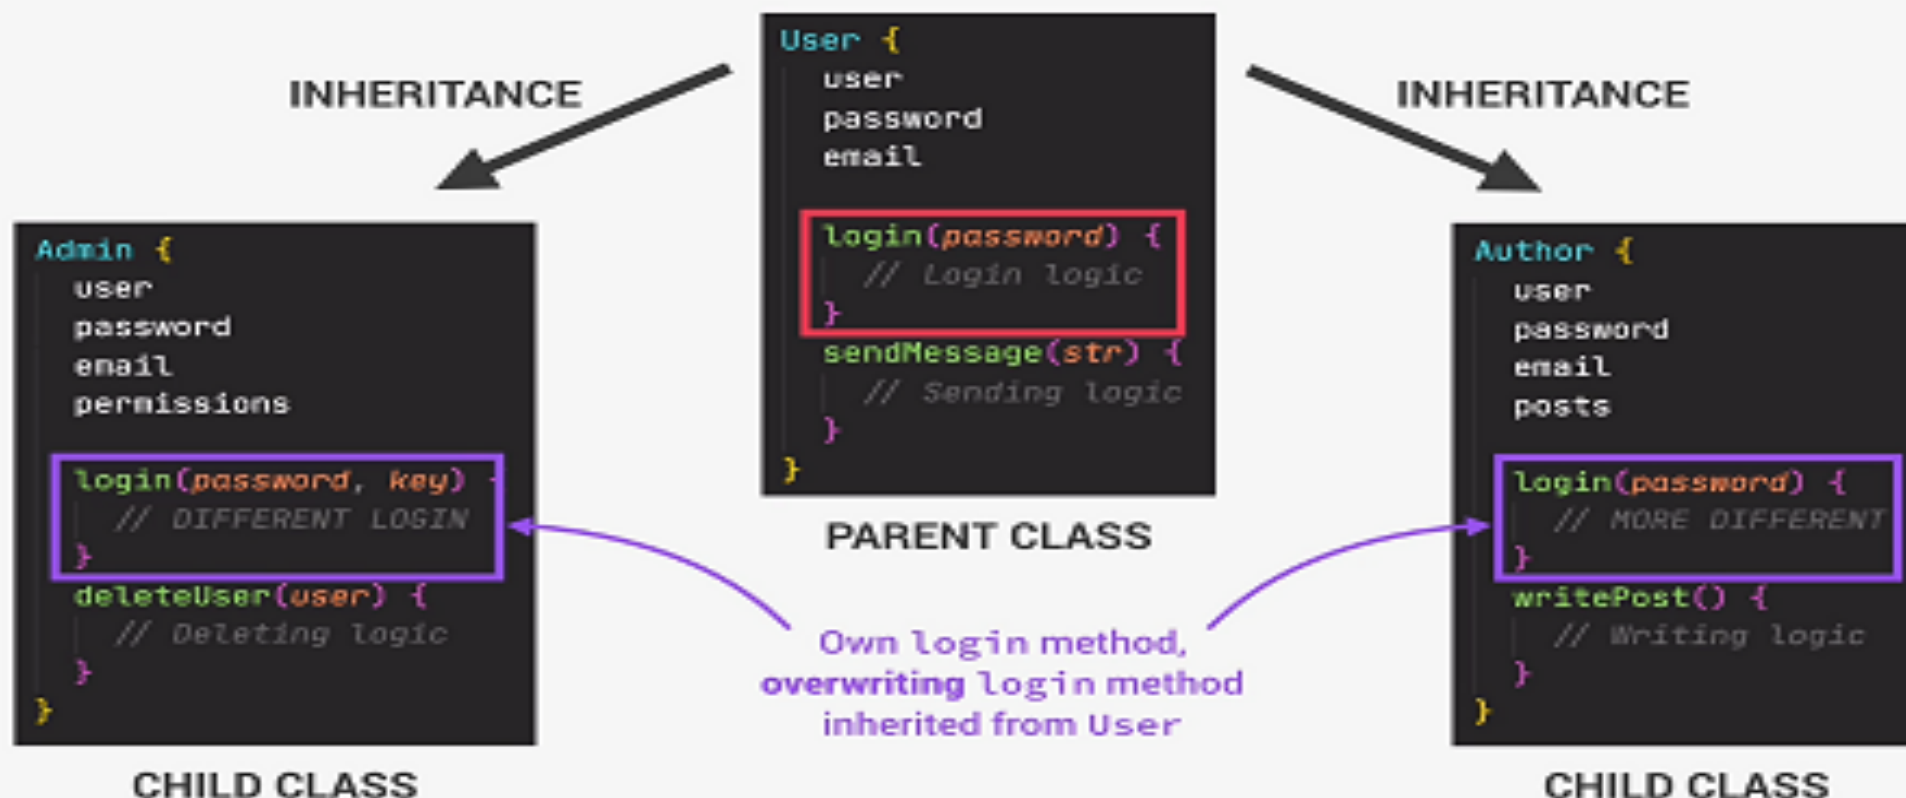 INHERITANCE
INHERITANCE
User {
user
password
email
login(password) {
// Login logic
}
sendMessage(str) {
// Sending logic
}
}
PARENT CLASS
Admin {
user
password
email
permissions
login(password, key) {
// DIFFERENT LOGIN
}
deleteUser(user) {
// Deleting logic
}
}
CHILD CLASS
Own login method,
overwriting login method
inherited from User
Author {
user
password
email
posts
login(password) {
// MORE DIFFERENT
}
writePost() {
// Writing logic
}
}
CHILD CLASS